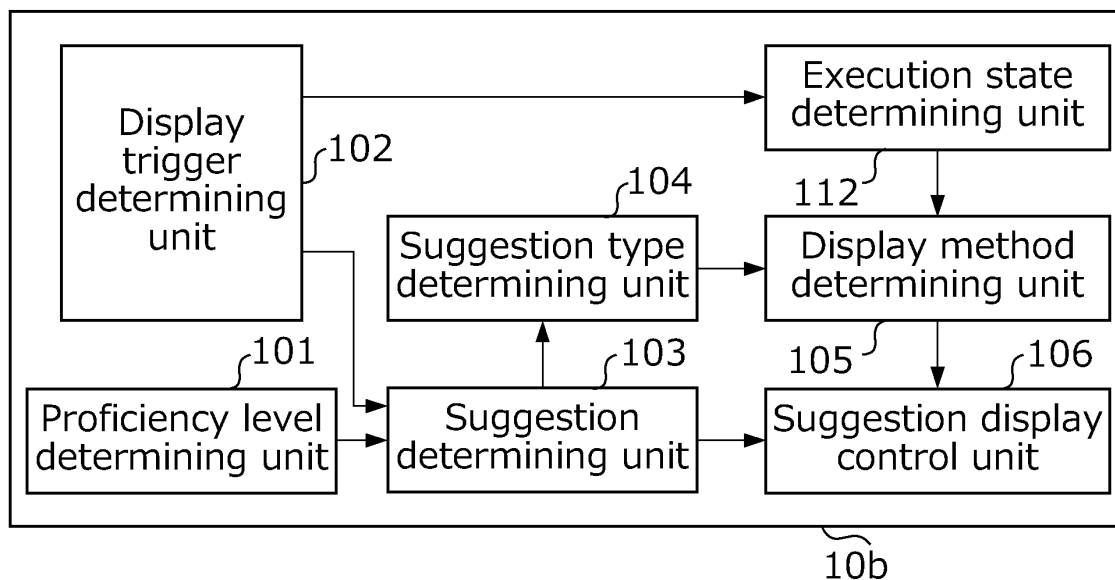 Display
trigger
determining
unit
102
Execution state
determining unit
112
104
Suggestion type
determining unit
Display method
determining unit
105
101
Proficiency level
determining unit
103
Suggestion
determining unit
106
Suggestion display
control unit
10b